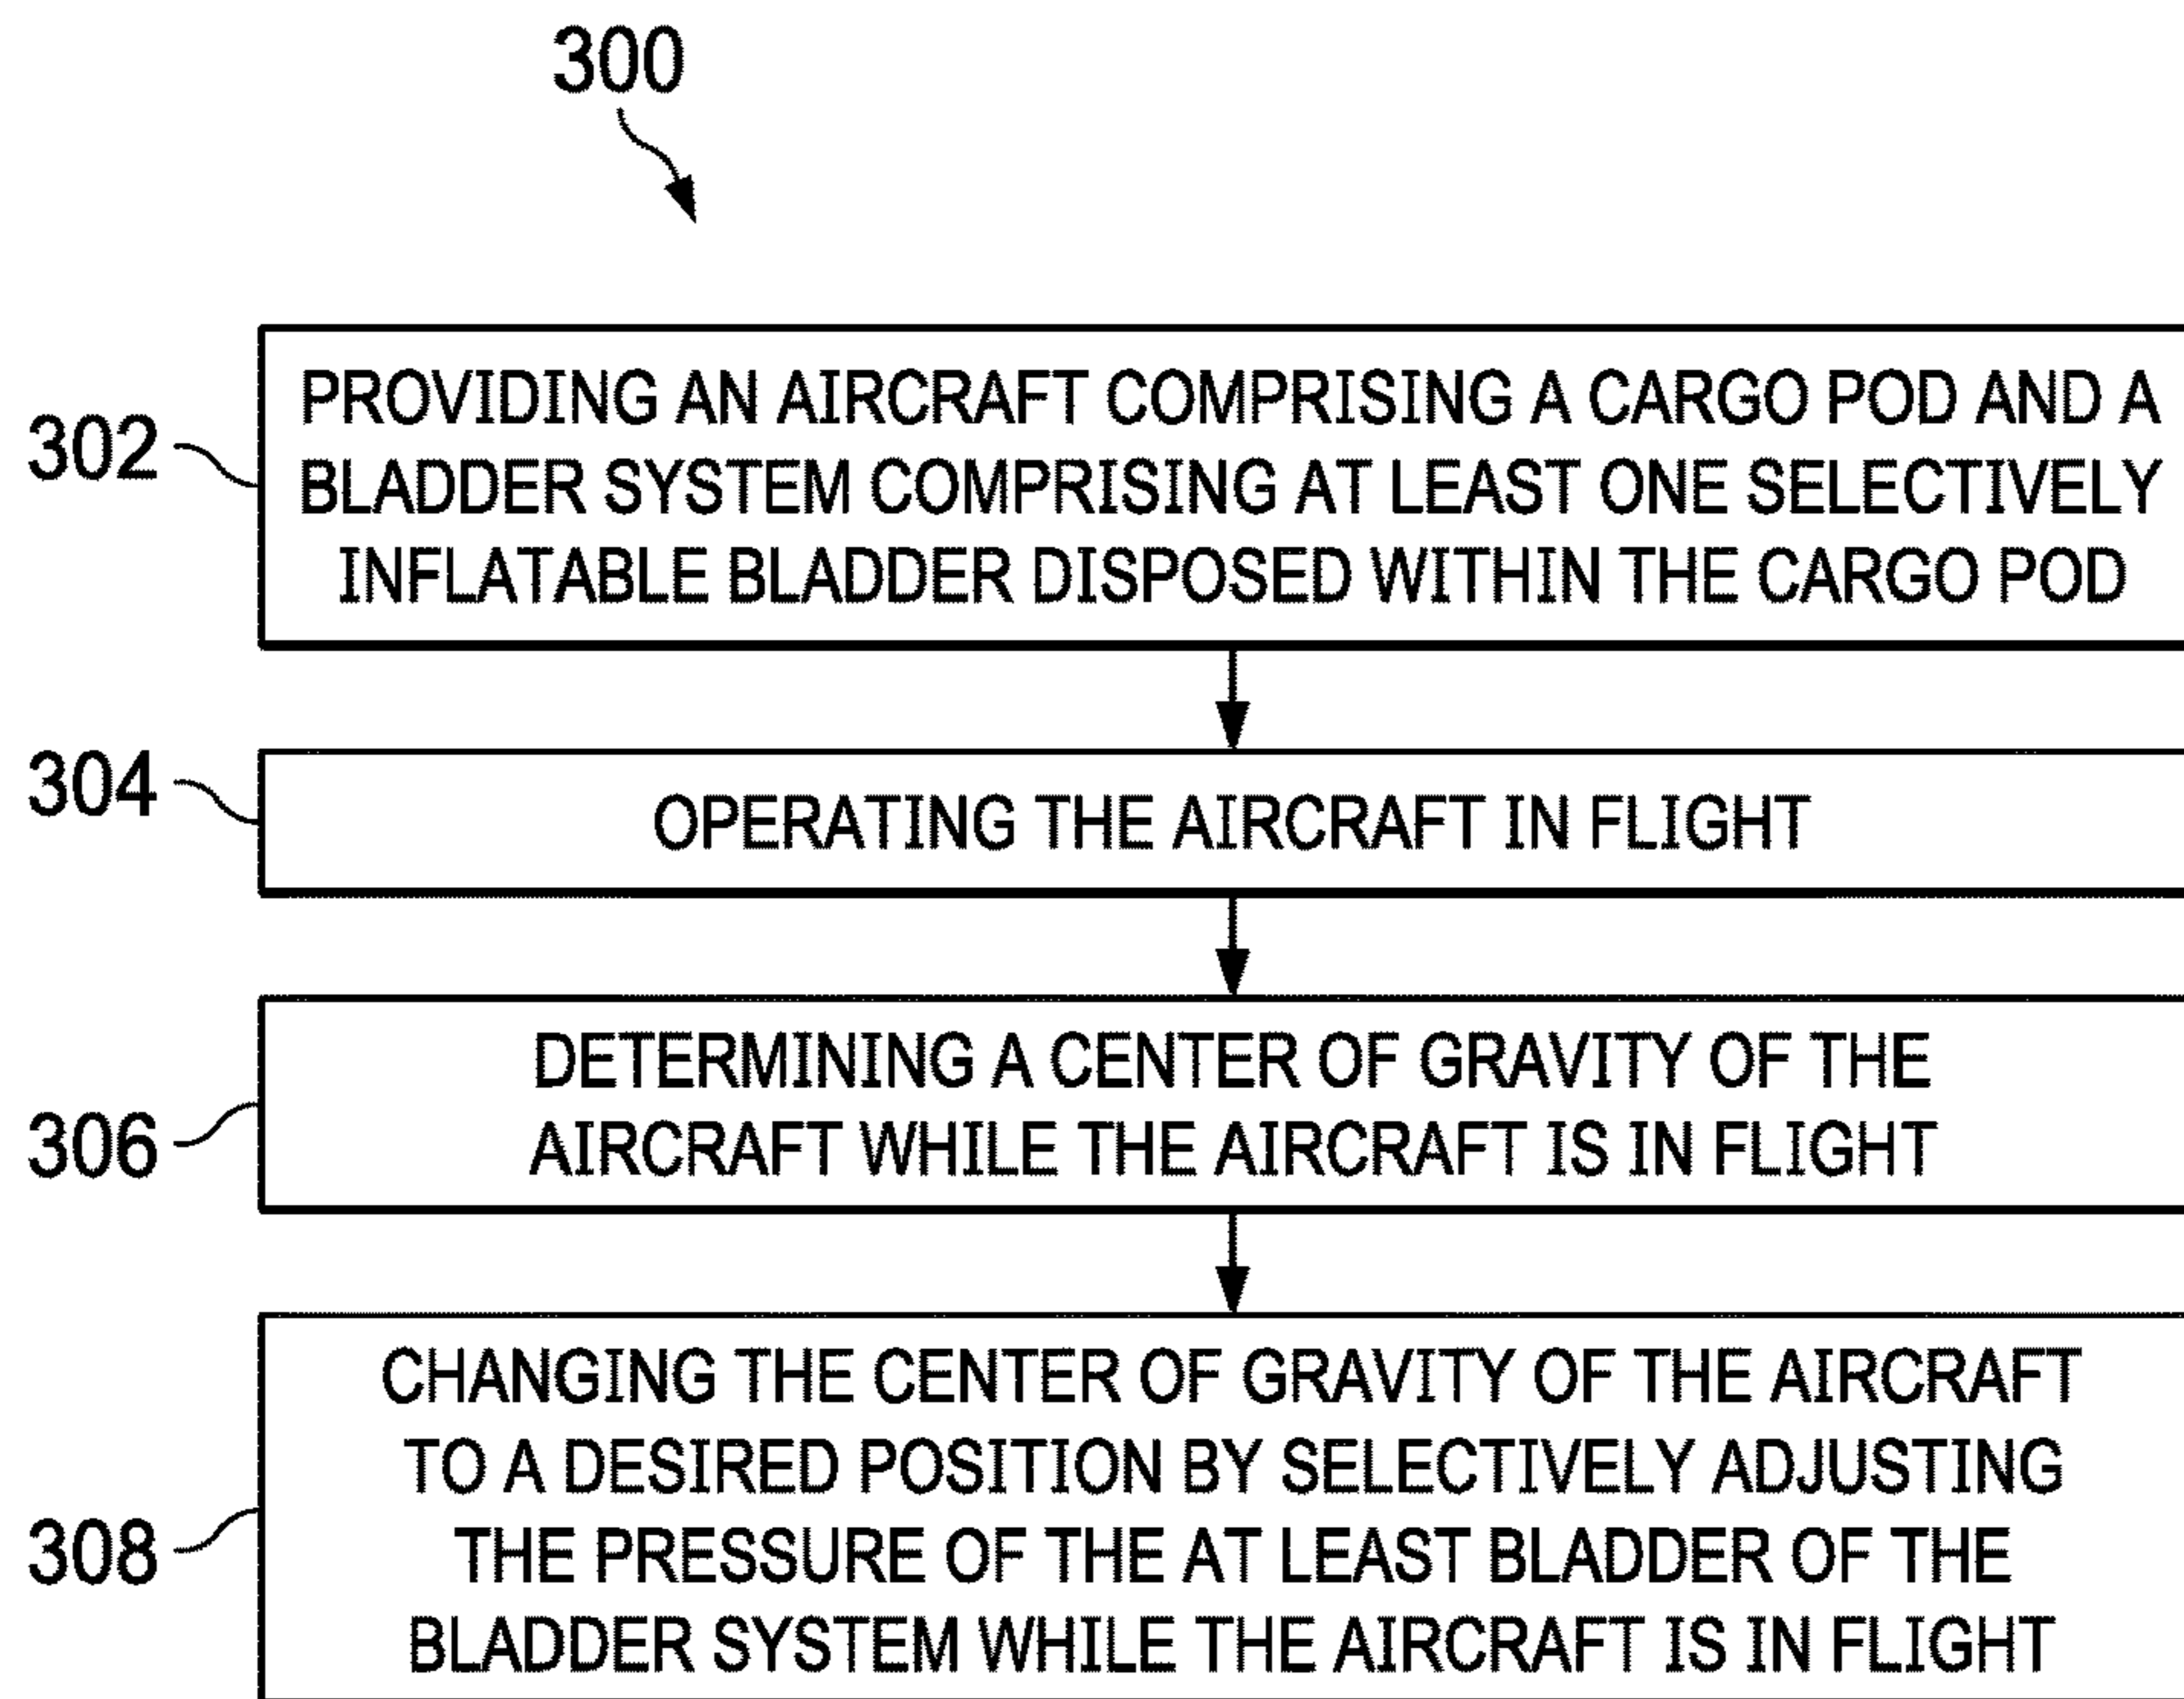 300
302
PROVIDING AN AIRCRAFT COMPRISING A CARGO POD AND A
BLADDER SYSTEM COMPRISING AT LEAST ONE SELECTIVELY
INFLATABLE BLADDER DISPOSED WITHIN THE CARGO POD
304
OPERATING THE AIRCRAFT IN FLIGHT
306
DETERMINING A CENTER OF GRAVITY OF THE
AIRCRAFT WHILE THE AIRCRAFT IS IN FLIGHT
308
CHANGING THE CENTER OF GRAVITY OF THE AIRCRAFT
TO A DESIRED POSITION BY SELECTIVELY ADJUSTING
THE PRESSURE OF THE AT LEAST BLADDER OF THE
BLADDER SYSTEM WHILE THE AIRCRAFT IS IN FLIGHT